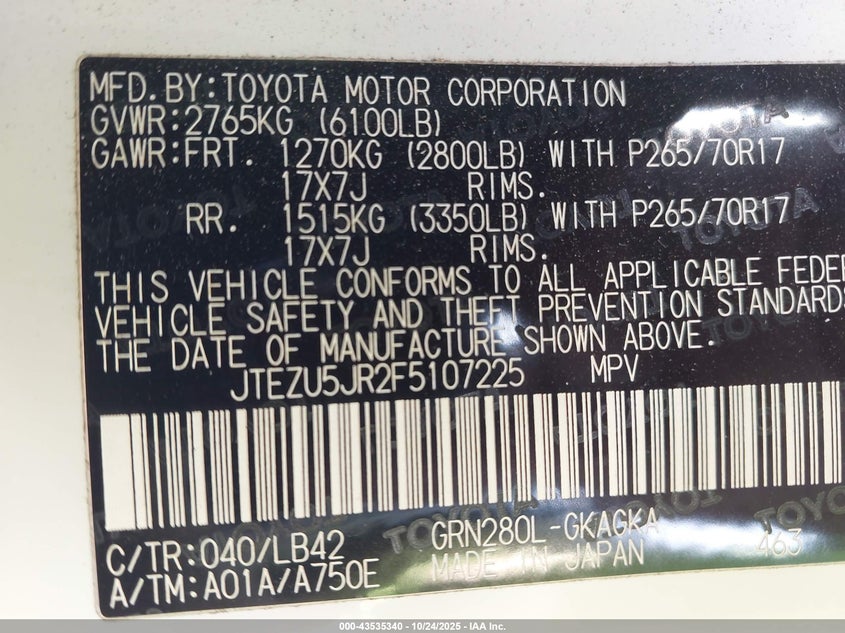 MFD.BY:TOYOTA MOTOR CORPORATION
GVWR:2765KG (6100LB)
GAWR:FRT. 1270KG (2800LB) WITH P265/70R17
17X7J RIMS.
RR. 1515KG (3350LB) WITH P265/70R17
17X7J RIMS.
THIS VEHICLE CONFORMS TO ALL APPLICABLE FEDE
VEHICLE SAFETY AND THEFT PREVENTION STANDARDS
THE DATE OF MANUFACTURE SHOWN ABOVE.
JTEZU5JR2F5107225 MPV
C/TR:040/LB42 GRN280L-GKAGKA
A/TM:A01A/A750E MADE IN JAPAN 463
000-43535340 | 10/24/2025 - IAA Inc.